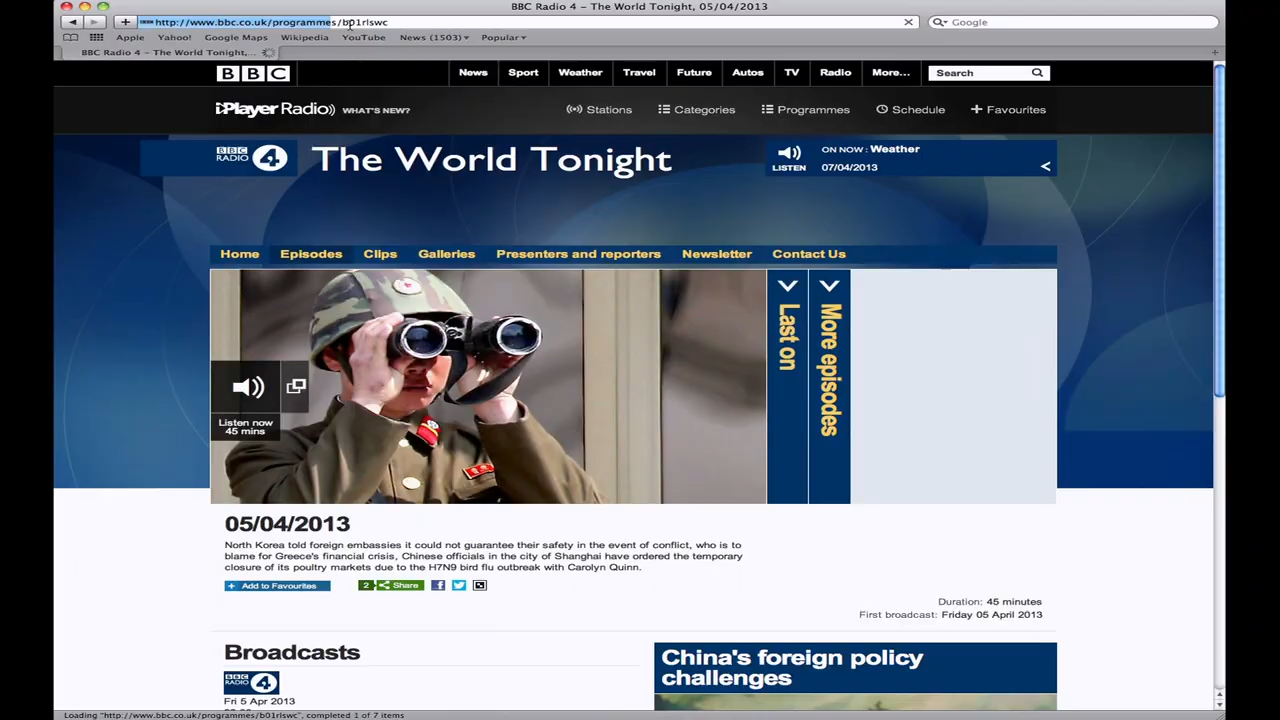 BBC Radio 4 – The World Tonight, 05/04/2013
http://www.bbc.co.uk/programmes/b01rlswc
Google
Apple Yahoo! Google Maps Wikipedia YouTube News (1503) Popular
BBC Radio 4 – The World Tonight,...
BBC News Sport Weather Travel Future Autos TV Radio More... Search
iPlayer Radio WHAT'S NEW? Stations Categories Programmes Schedule Favourites
BBC RADIO 4 The World Tonight
LISTEN
ON NOW : Weather
07/04/2013
Home Episodes Clips Galleries Presenters and reporters Newsletter Contact Us
Last on
More episodes
Listen now
45 mins
05/04/2013
North Korea told foreign embassies it could not guarantee their safety in the event of conflict, who is to
blame for Greece's financial crisis, Chinese officials in the city of Shanghai have ordered the temporary
closure of its poultry markets due to the H7N9 bird flu outbreak with Carolyn Quinn.
+ Add to Favourites 2 Share
Duration: 45 minutes
First broadcast: Friday 05 April 2013
Broadcasts
BBC RADIO 4
Fri 5 Apr 2013
China's foreign policy
challenges
Loading "http://www.bbc.co.uk/programmes/b01rlswc", completed 1 of 7 items